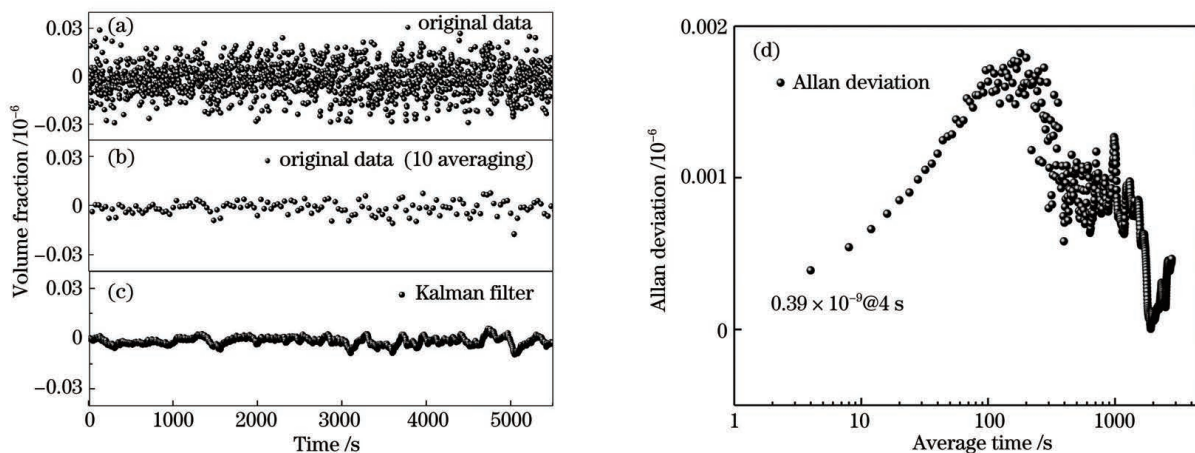 (a)
original data
0.03
0
−0.03
(b)
original data (10 averaging)
0.03
0
−0.03
(c)
Kalman filter
0.03
0
−0.03
Volume fraction /10⁻⁶
0 1000 2000 3000 4000 5000
Time /s
(d)
Allan deviation
0.002
0.001
0
Allan deviation /10⁻⁶
0.39 × 10⁻⁹@4 s
1 10 100 1000
Average time /s